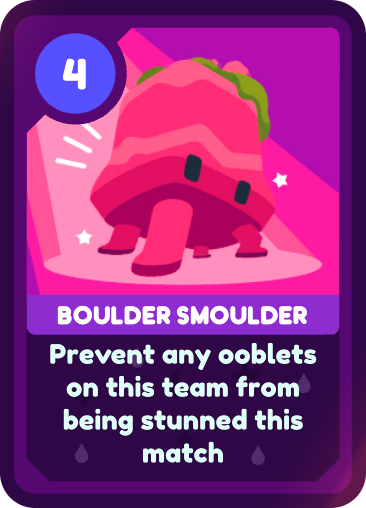 4
BOULDER SMOULDER
Prevent any ooblets
on this team from
being stunned this
match